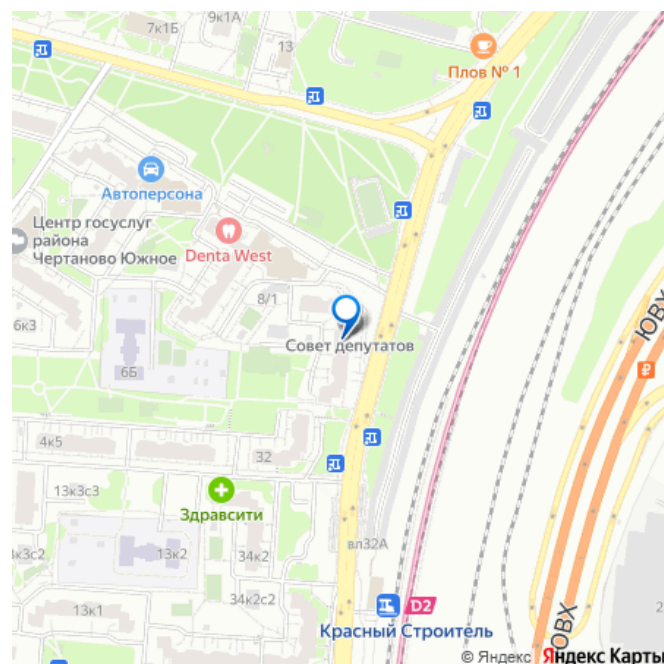 9к1А
7к1Б
13
Плов № 1
Автоперсона
Центр госуслуг
района
Чертаново Южное
Denta West
8/1
6к3
Совет депутатов
6Б
ЮВХ
₽
4к5
32
13к3с3
Здравсити
вл32А
13к2
34к2
34к2с2
13к1
D2
Красный Строитель
ЮВХ
© Яндекс Яндекс Карты